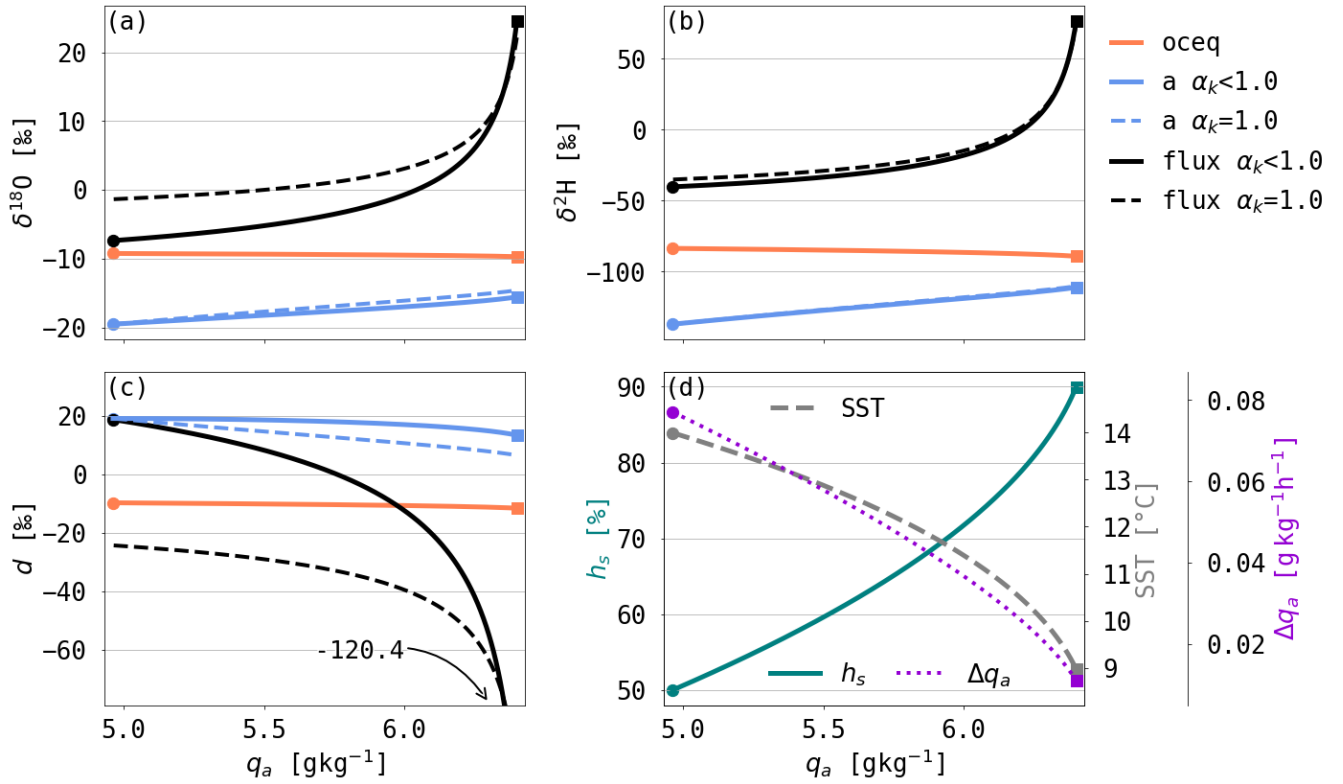 (a)
20
10
0
−10
−20
δ¹⁸O [‰]
(b)
50
0
−50
−100
δ²H [‰]
oceq
a αₖ<1.0
a αₖ=1.0
flux αₖ<1.0
flux αₖ=1.0
(c)
20
0
−20
−40
−60
d [‰]
-120.4
5.0 5.5 6.0
qₐ [gkg⁻¹]
(d)
SST
90
80
70
60
50
hₛ [%]
hₛ Δqₐ
5.0 5.5 6.0
qₐ [gkg⁻¹]
14
13
12
11
10
9
SST [°C]
0.08
0.06
0.04
0.02
Δqₐ [g kg⁻¹h⁻¹]